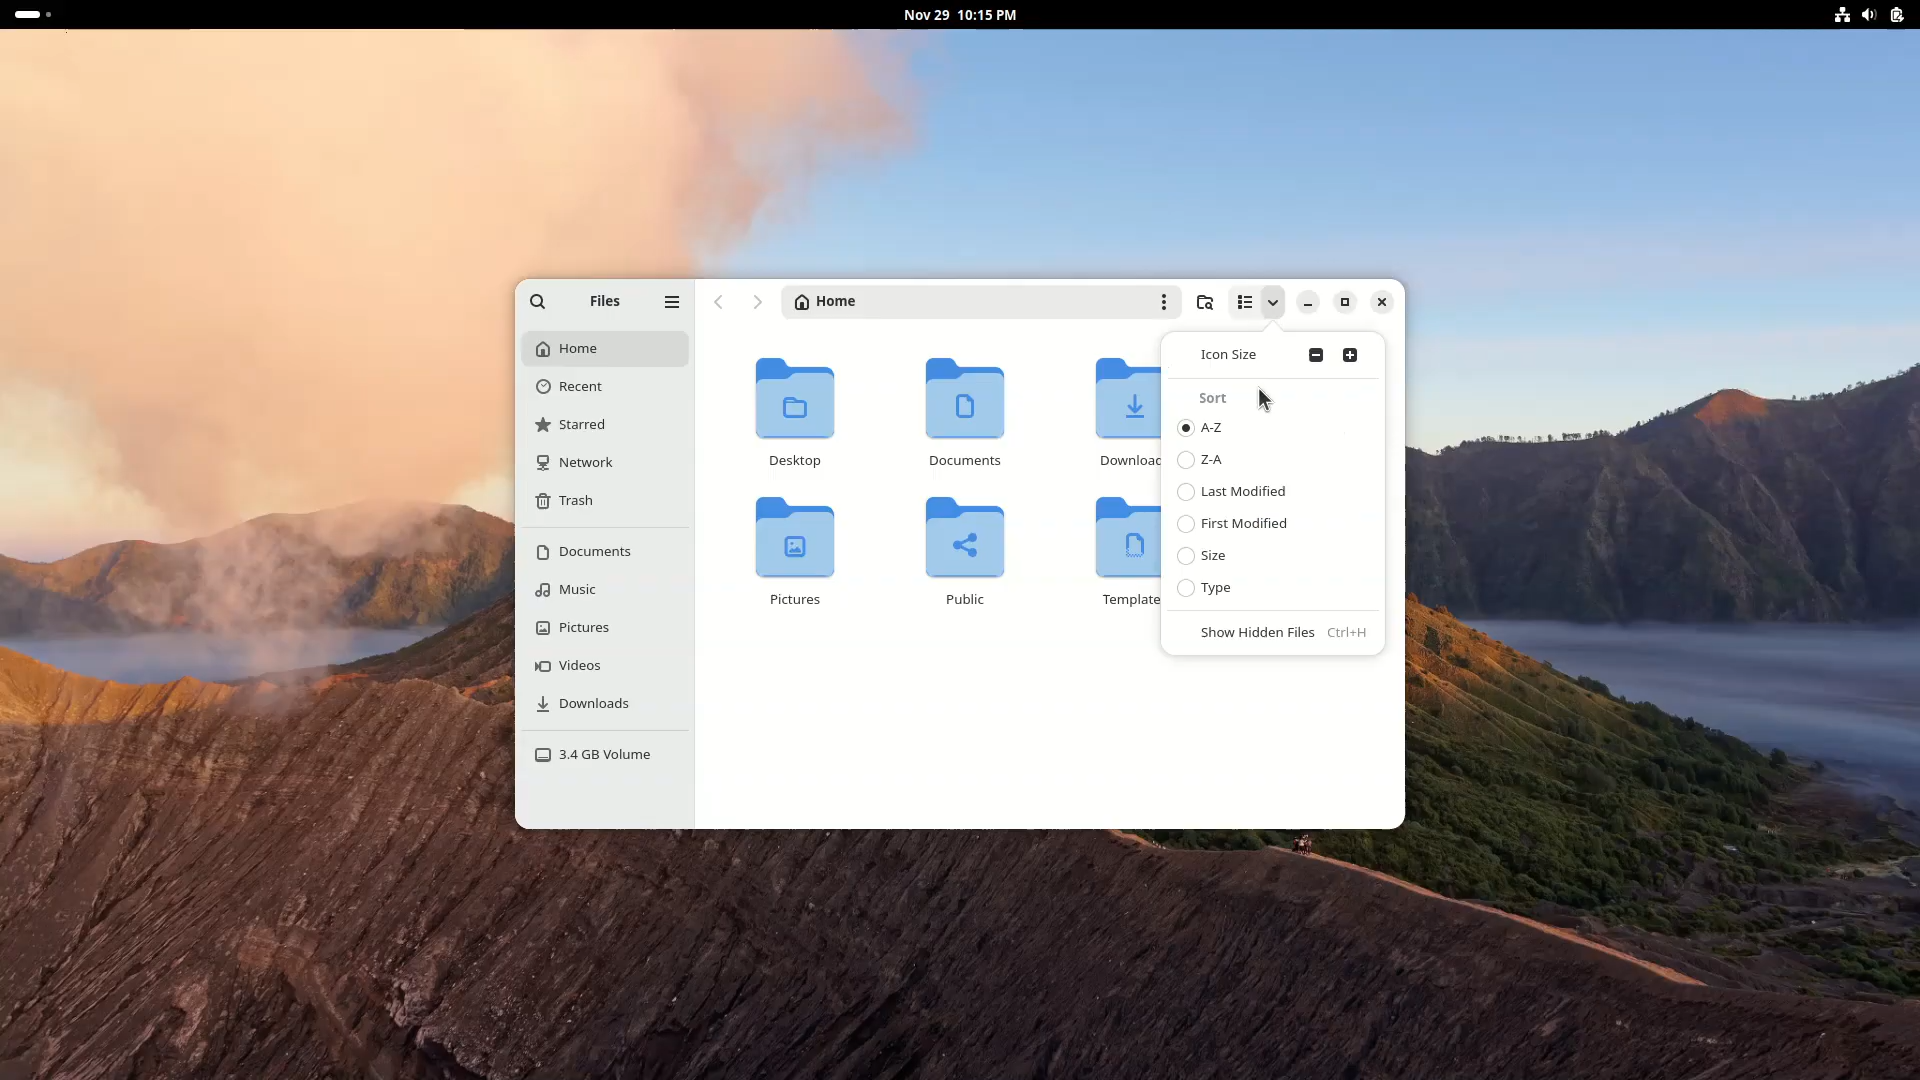 Nov 29 10:15 PM
Files
Home
Home
Recent
Starred
Network
Trash
Documents
Music
Pictures
Videos
Downloads
3.4 GB Volume
Desktop
Documents
Downloac
Pictures
Public
Template
Icon Size
Sort
A-Z
Z-A
Last Modified
First Modified
Size
Type
Show Hidden Files Ctrl+H